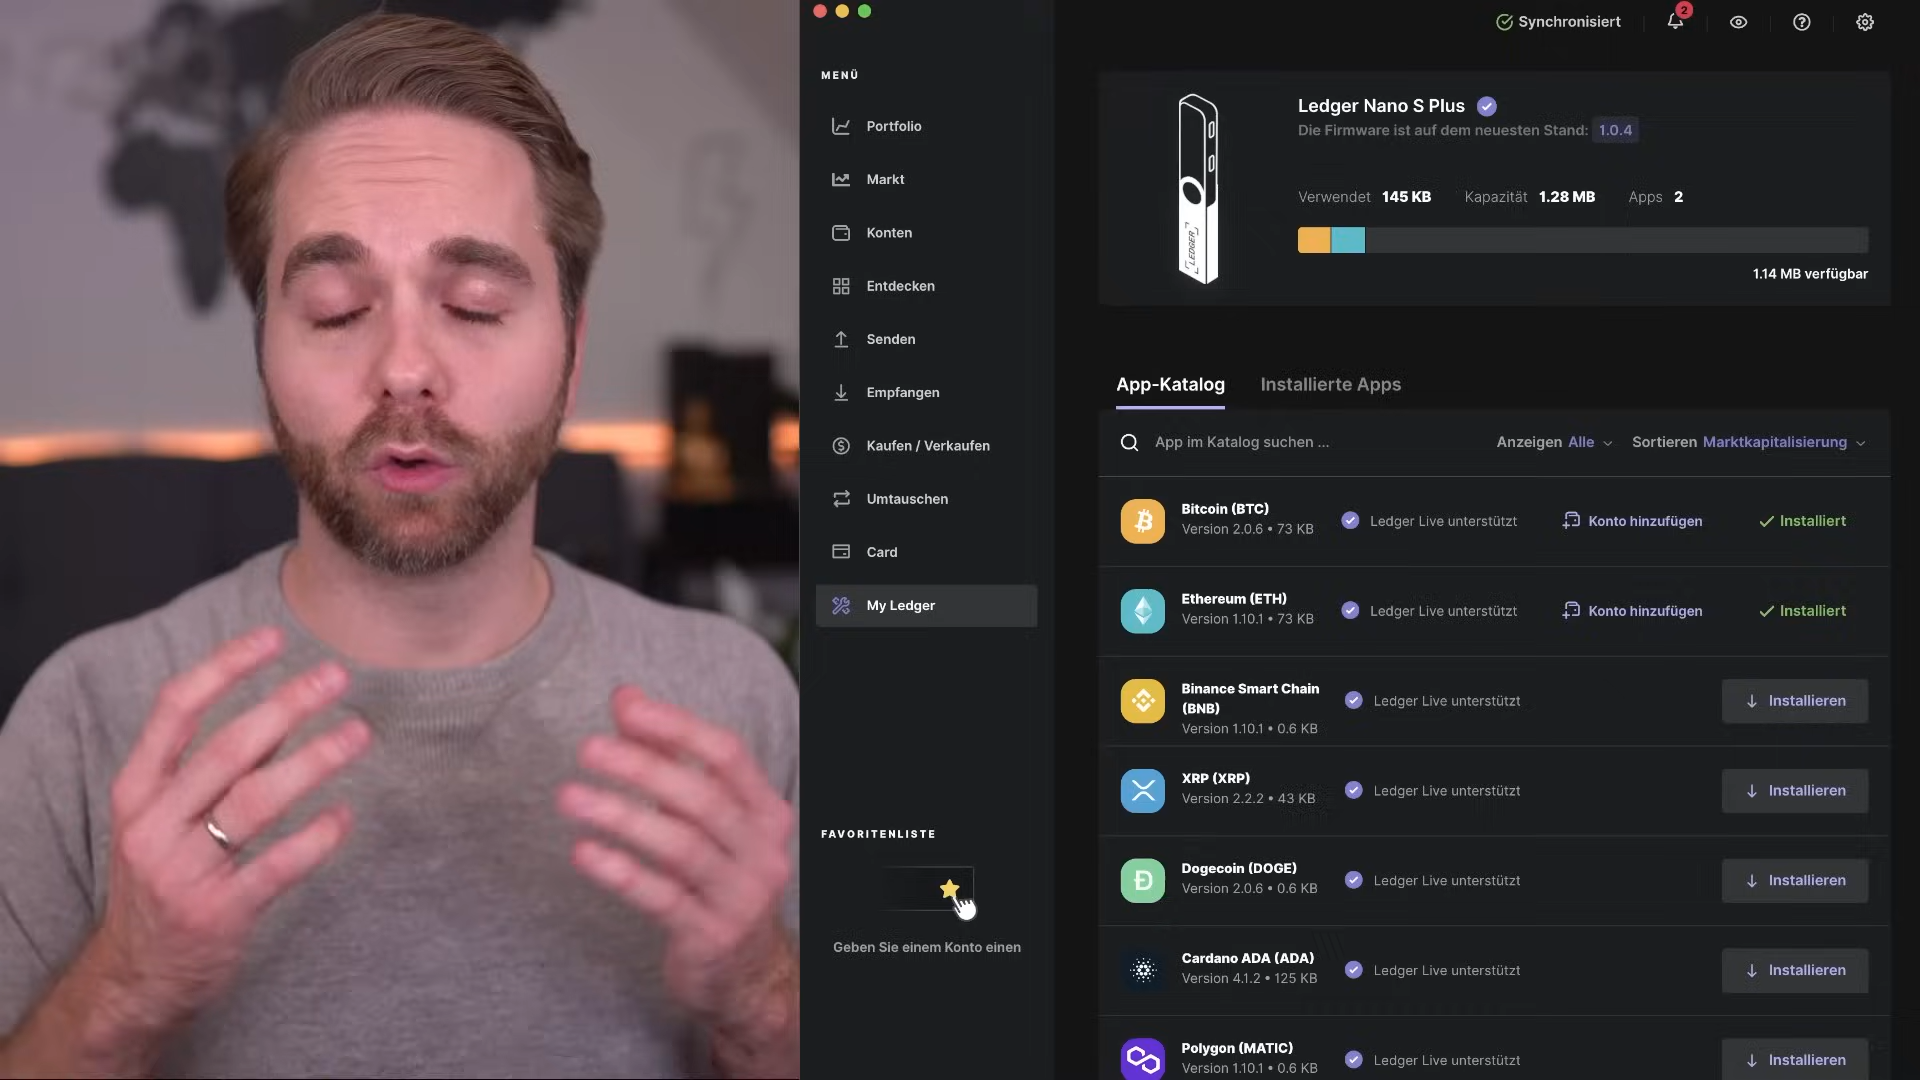 Synchronisiert
2
MENÜ
Portfolio
Markt
Konten
Entdecken
Senden
Empfangen
Kaufen / Verkaufen
Umtauschen
Card
My Ledger
FAVORITENLISTE
Geben Sie einem Konto einen
LEDGER
Ledger Nano S Plus
Die Firmware ist auf dem neuesten Stand: 1.0.4
Verwendet 145 KB Kapazität 1.28 MB Apps 2
1.14 MB verfügbar
App-Katalog Installierte Apps
App im Katalog suchen ... Anzeigen Alle Sortieren Marktkapitalisierung
Bitcoin (BTC)
Version 2.0.6 • 73 KB
Ledger Live unterstützt Konto hinzufügen Installiert
Ethereum (ETH)
Version 1.10.1 • 73 KB
Ledger Live unterstützt Konto hinzufügen Installiert
Binance Smart Chain
(BNB)
Version 1.10.1 • 0.6 KB
Ledger Live unterstützt Installieren
XRP (XRP)
Version 2.2.2 • 43 KB
Ledger Live unterstützt Installieren
Dogecoin (DOGE)
Version 2.0.6 • 0.6 KB
Ledger Live unterstützt Installieren
Cardano ADA (ADA)
Version 4.1.2 • 125 KB
Ledger Live unterstützt Installieren
Polygon (MATIC)
Version 1.10.1 • 0.6 KB
Ledger Live unterstützt Installieren